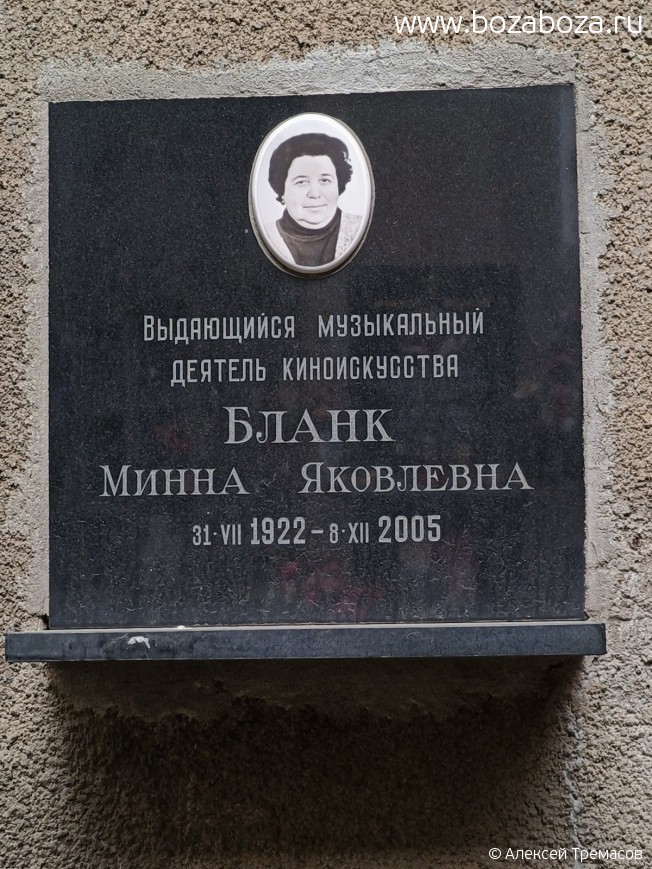 www.bozaboza.ru
Выдающийся музыкальный
деятель киноискусства
Бланк
Минна Яковлевна
31·VII 1922 – 8·XII 2005
© Алексей Тремасов